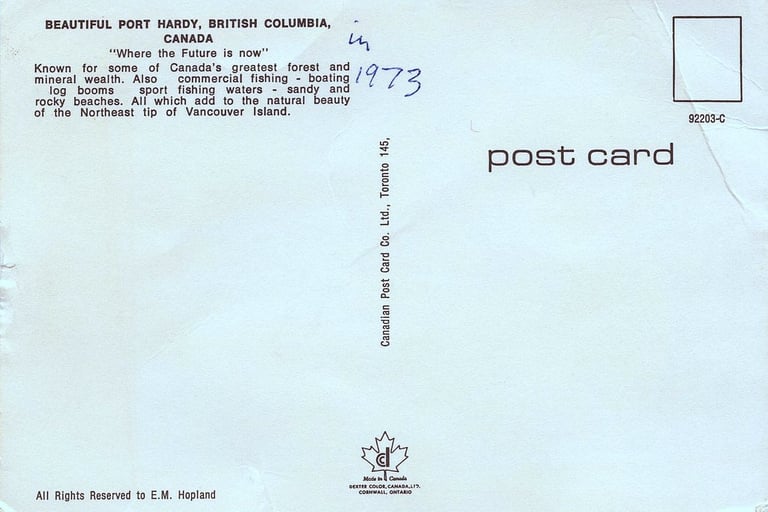 BEAUTIFUL PORT HARDY, BRITISH COLUMBIA,
CANADA
"Where the Future is now"
Known for some of Canada's greatest forest and
mineral wealth. Also commercial fishing - boating
log booms sport fishing waters - sandy and
rocky beaches. All which add to the natural beauty
of the Northeast tip of Vancouver Island.
in
1973
92203-C
post card
Canadian Post Card Co. Ltd., Toronto 145,
Made in Canada
DEXTER COLOR, CANADA, LTD.
CORNWALL, ONTARIO
All Rights Reserved to E.M. Hopland